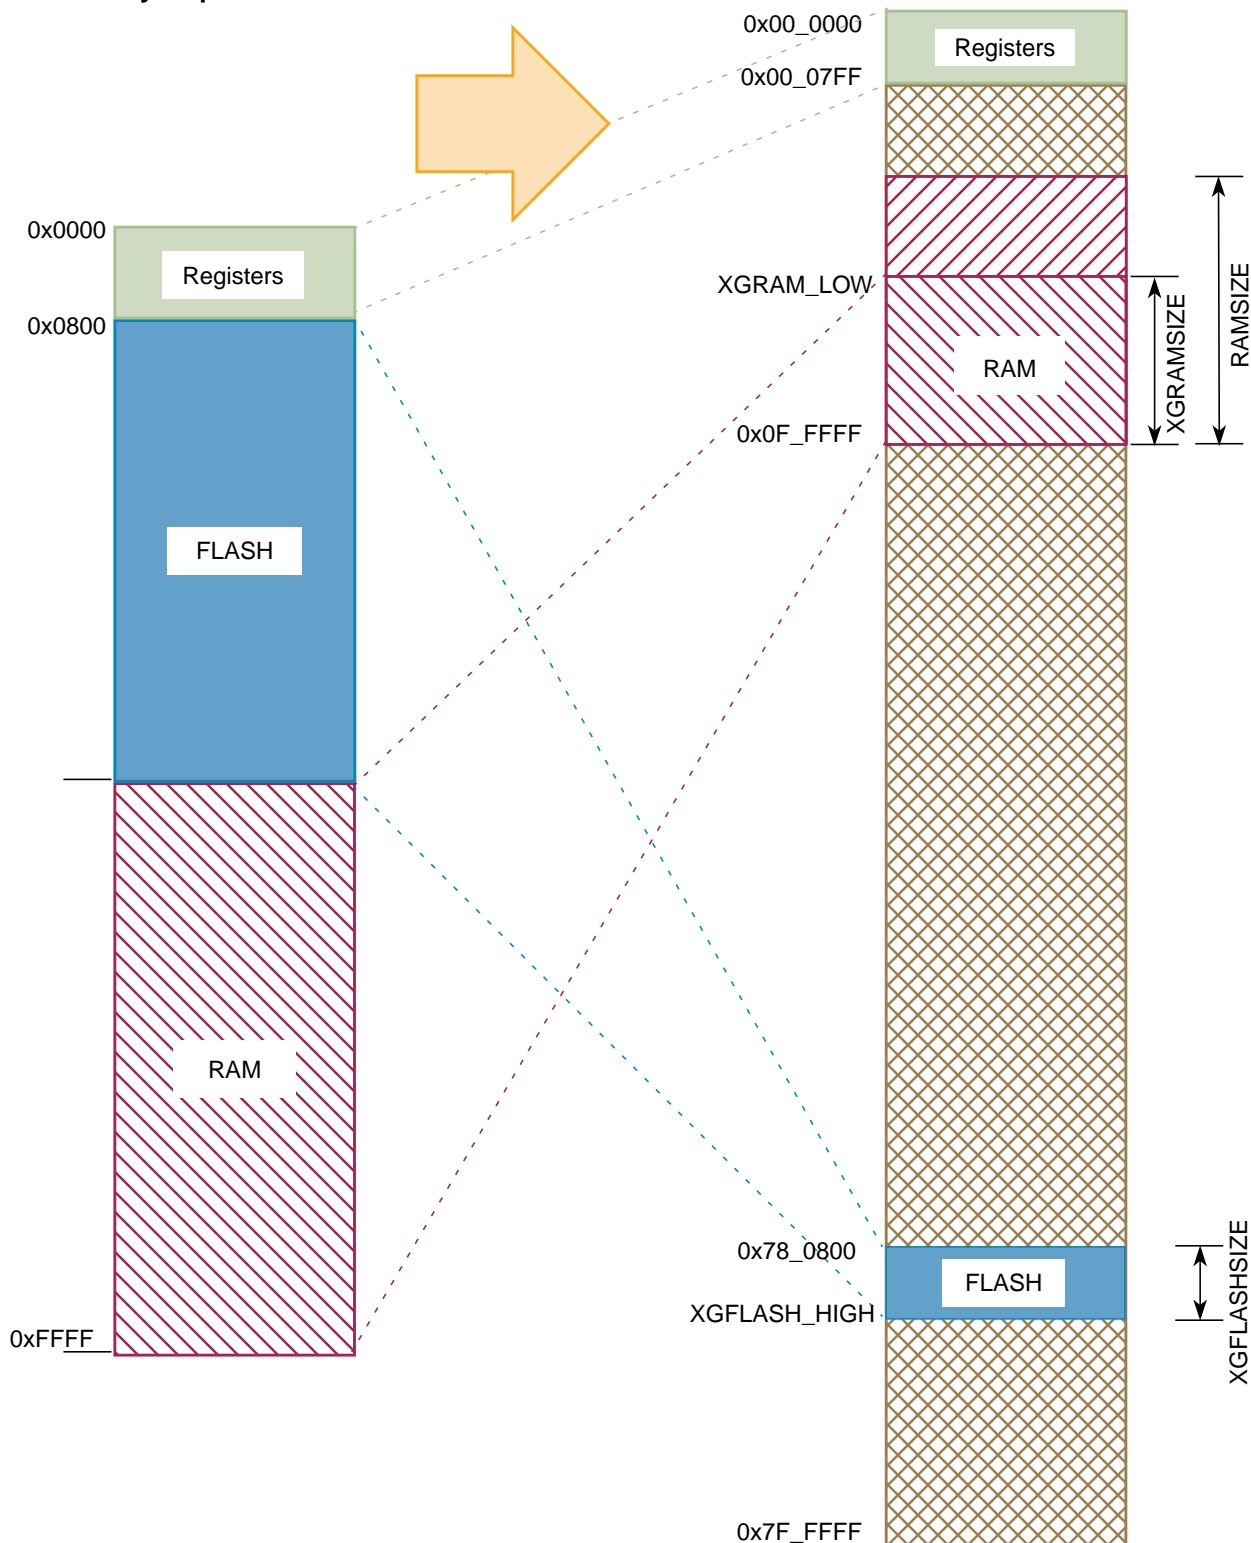 0x00_0000
Registers
0x00_07FF
0x0000
Registers
0x0800
XGRAM_LOW
RAM
XGRAMSIZE
RAMSIZE
0x0F_FFFF
FLASH
RAM
0x78_0800
FLASH
XGFLASH_HIGH
XGFLASHSIZE
0xFFFF
0x7F_FFFF